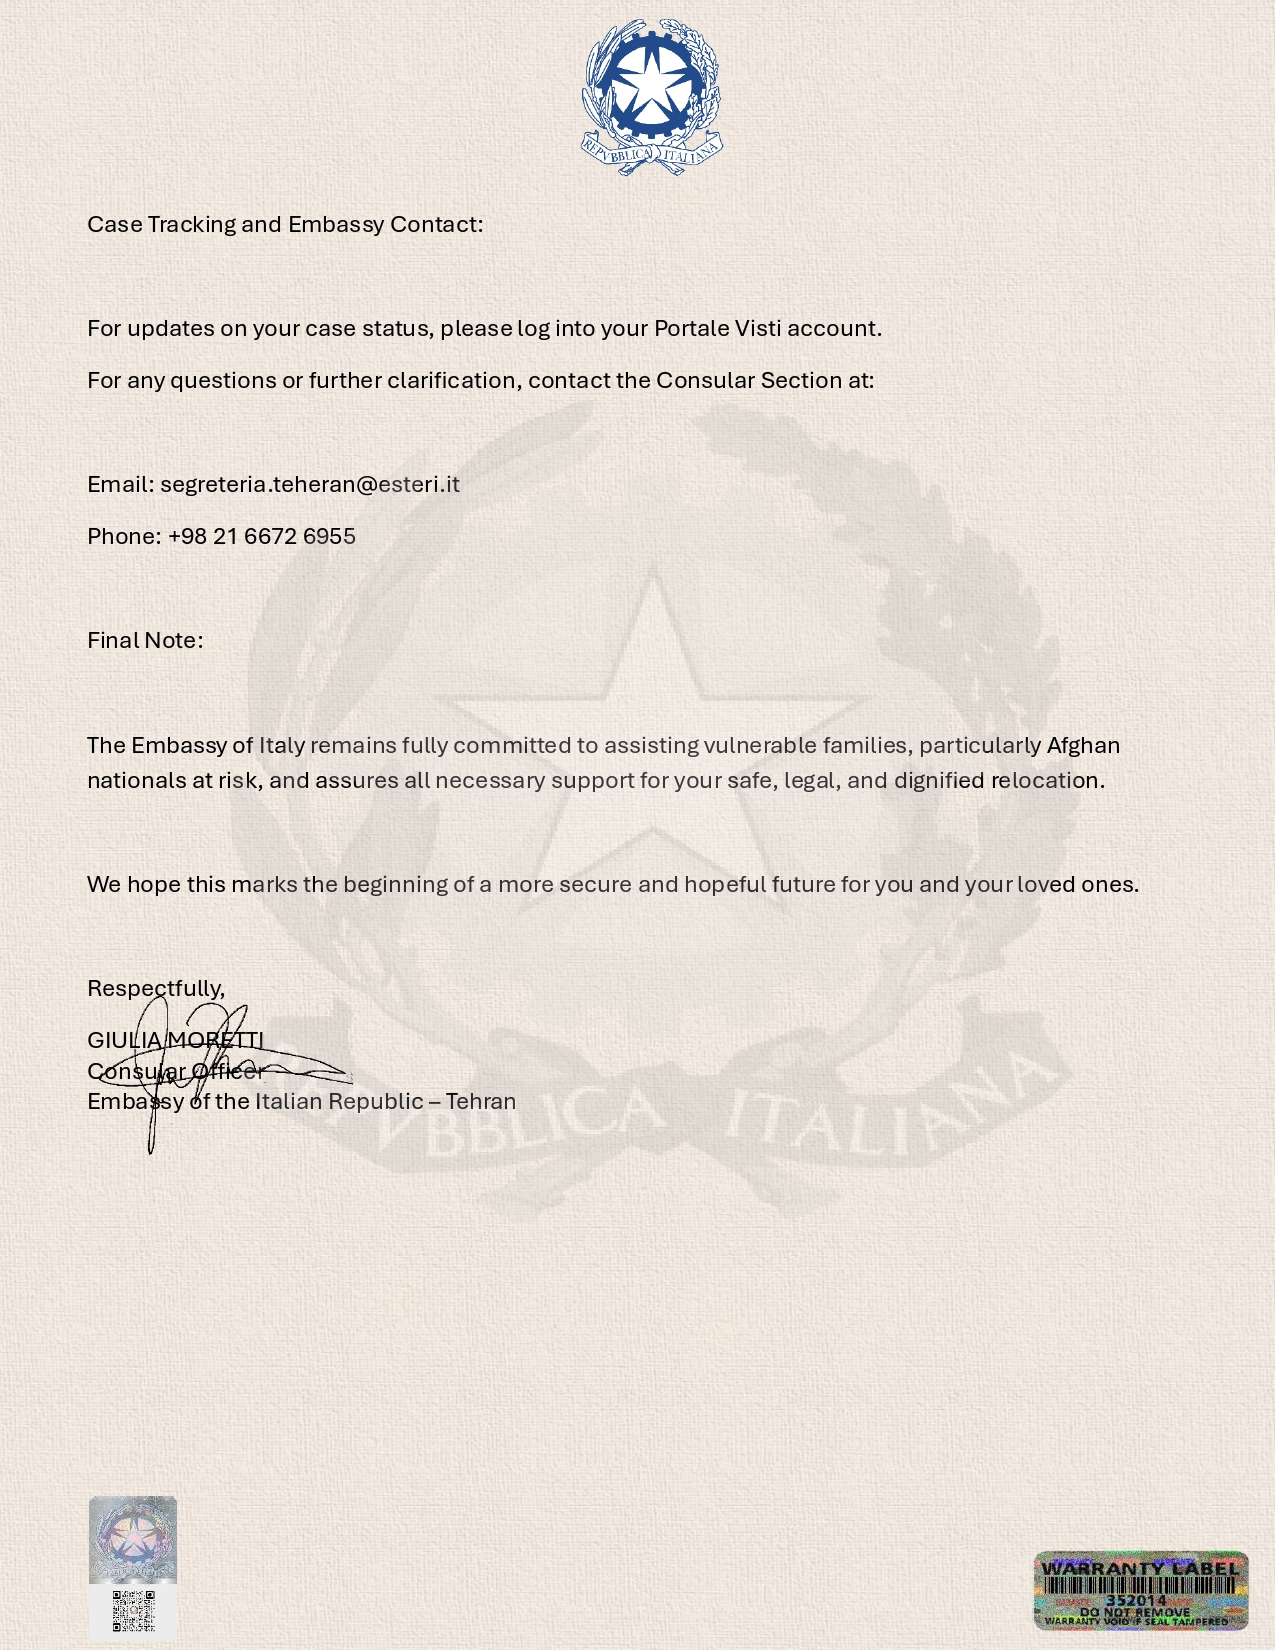 REPVBBLICA ITALIANA
Case Tracking and Embassy Contact:
For updates on your case status, please log into your Portale Visti account.
For any questions or further clarification, contact the Consular Section at:
Email: segreteria.teheran@esteri.it
Phone: +98 21 6672 6955
Final Note:
The Embassy of Italy remains fully committed to assisting vulnerable families, particularly Afghan
nationals at risk, and assures all necessary support for your safe, legal, and dignified relocation.
We hope this marks the beginning of a more secure and hopeful future for you and your loved ones.
Respectfully,
GIULIA MORETTI
Consular Officer
Embassy of the Italian Republic – Tehran
REPVBBLICA ITALIANA
WARRANTY LABEL
352014
DO NOT REMOVE
WARRANTY VOID IF SEAL TAMPERED